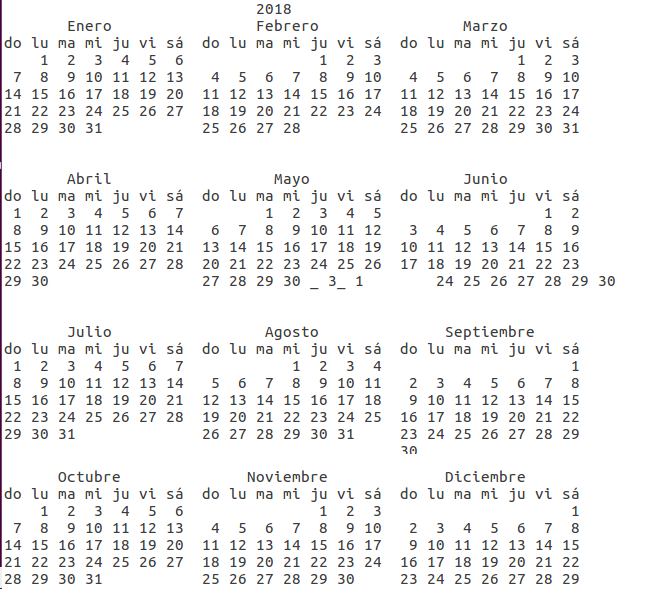 2018
Enero Febrero Marzo
do lu ma mi ju vi sá do lu ma mi ju vi sá do lu ma mi ju vi sá
1 2 3 4 5 6 1 2 3 1 2 3
7 8 9 10 11 12 13 4 5 6 7 8 9 10 4 5 6 7 8 9 10
14 15 16 17 18 19 20 11 12 13 14 15 16 17 11 12 13 14 15 16 17
21 22 23 24 25 26 27 18 19 20 21 22 23 24 18 19 20 21 22 23 24
28 29 30 31 25 26 27 28 25 26 27 28 29 30 31
Abril Mayo Junio
do lu ma mi ju vi sá do lu ma mi ju vi sá do lu ma mi ju vi sá
1 2 3 4 5 6 7 1 2 3 4 5 1 2
8 9 10 11 12 13 14 6 7 8 9 10 11 12 3 4 5 6 7 8 9
15 16 17 18 19 20 21 13 14 15 16 17 18 19 10 11 12 13 14 15 16
22 23 24 25 26 27 28 20 21 22 23 24 25 26 17 18 19 20 21 22 23
29 30 27 28 29 30 _ 3_ 1 24 25 26 27 28 29 30
Julio Agosto Septiembre
do lu ma mi ju vi sá do lu ma mi ju vi sá do lu ma mi ju vi sá
1 2 3 4 5 6 7 1 2 3 4 1
8 9 10 11 12 13 14 5 6 7 8 9 10 11 2 3 4 5 6 7 8
15 16 17 18 19 20 21 12 13 14 15 16 17 18 9 10 11 12 13 14 15
22 23 24 25 26 27 28 19 20 21 22 23 24 25 16 17 18 19 20 21 22
29 30 31 26 27 28 29 30 31 23 24 25 26 27 28 29
30
Octubre Noviembre Diciembre
do lu ma mi ju vi sá do lu ma mi ju vi sá do lu ma mi ju vi sá
1 2 3 4 5 6 1 2 3 1
7 8 9 10 11 12 13 4 5 6 7 8 9 10 2 3 4 5 6 7 8
14 15 16 17 18 19 20 11 12 13 14 15 16 17 9 10 11 12 13 14 15
21 22 23 24 25 26 27 18 19 20 21 22 23 24 16 17 18 19 20 21 22
28 29 30 31 25 26 27 28 29 30 23 24 25 26 27 28 29